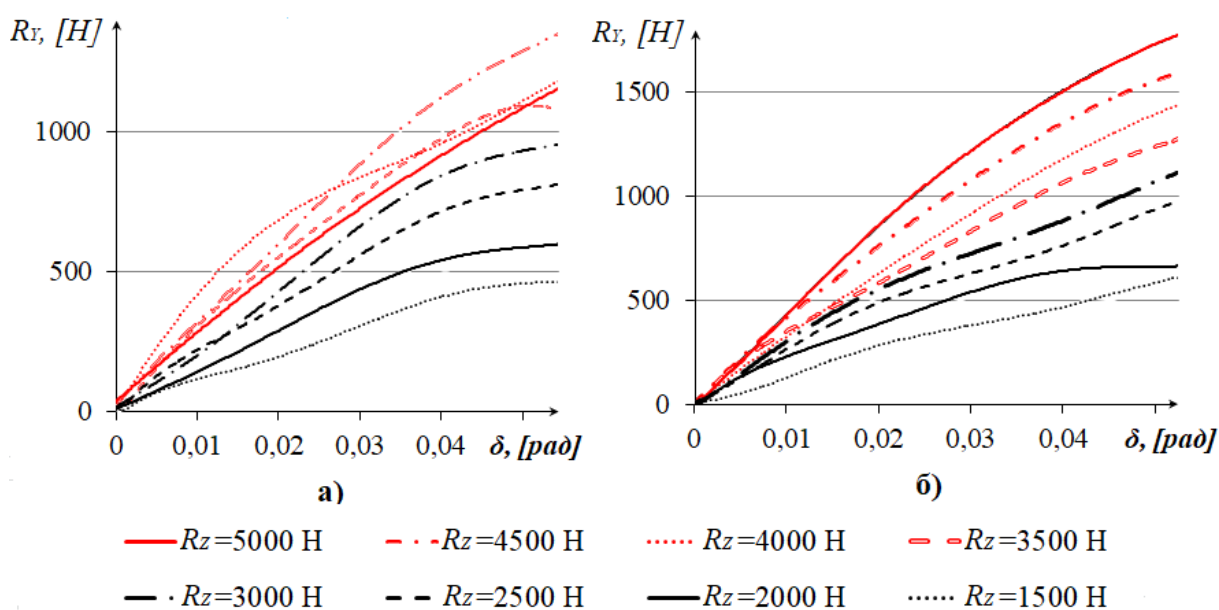 RY, [Н]
1000
500
0
0 0,01 0,02 0,03 0,04 δ, [рад]
а)
RY, [Н]
1500
1000
500
0
0 0,01 0,02 0,03 0,04 δ, [рад]
б)
RZ=5000 Н RZ=4500 Н RZ=4000 Н RZ=3500 Н
RZ=3000 Н RZ=2500 Н RZ=2000 Н RZ=1500 Н